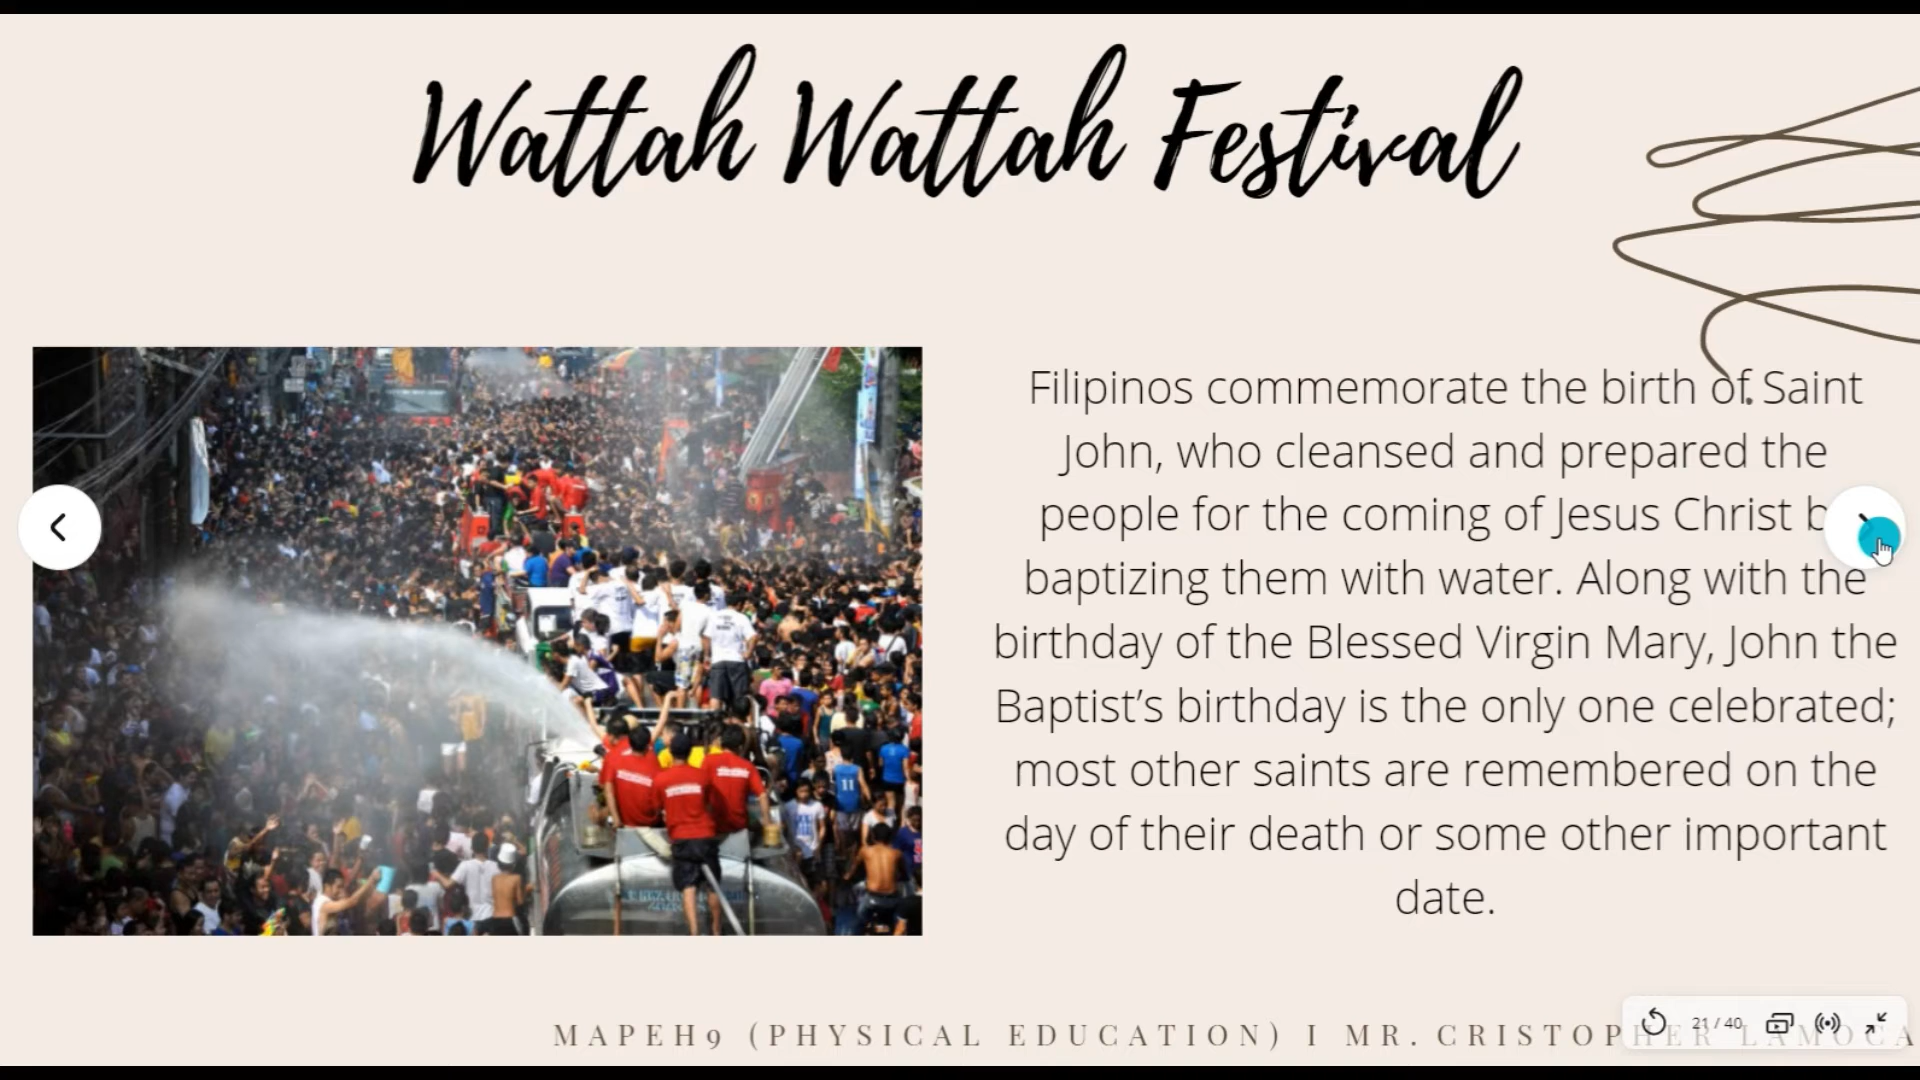 Wattah Wattah Festival
Filipinos commemorate the birth of Saint
John, who cleansed and prepared the
people for the coming of Jesus Christ b
baptizing them with water. Along with the
birthday of the Blessed Virgin Mary, John the
Baptist’s birthday is the only one celebrated;
most other saints are remembered on the
day of their death or some other important
date.
11
MAPEH9 (PHYSICAL EDUCATION) I MR. CRISTOPHER LAMOCA
21 / 40